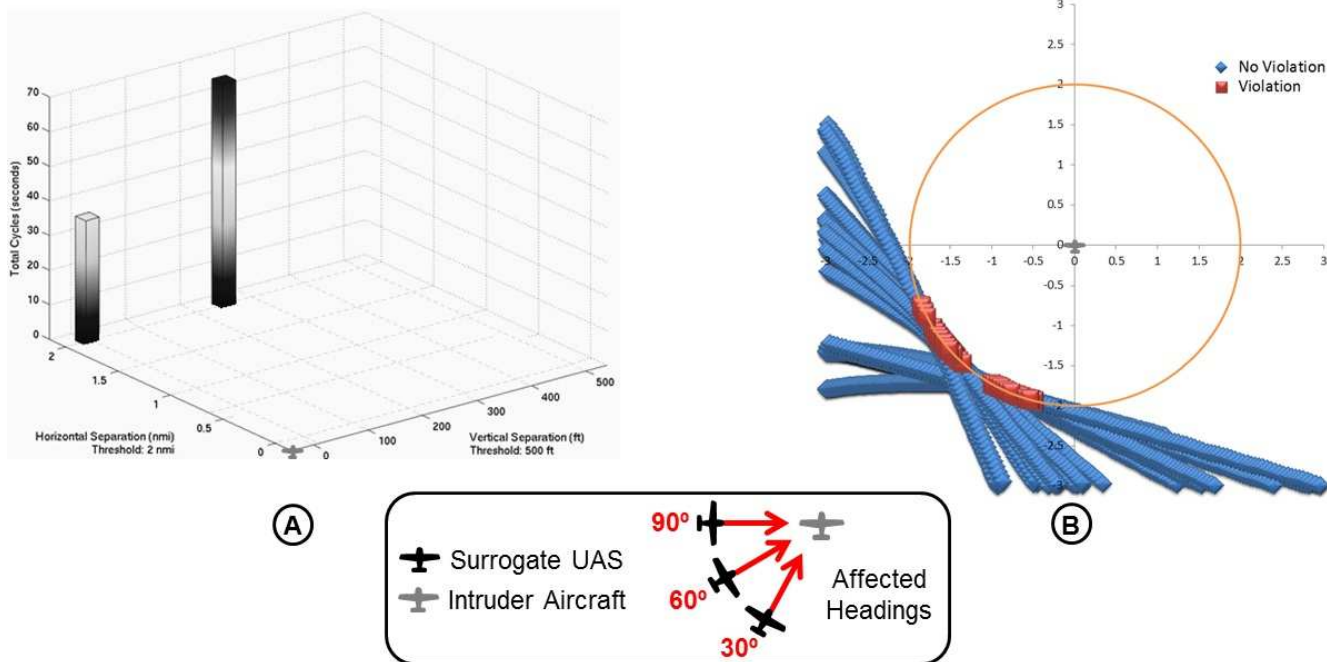 70
60
50
40
30
20
10
0
Total Cycles (seconds)
2
1.5
1
0.5
0
Horizontal Separation (nmi)
Threshold: 2 nmi
0
100
200
300
400
500
Vertical Separation (ft)
Threshold: 500 ft
A
3
2.5
2
1.5
1
0.5
0
-3 -2 -1.5 -1 -0.5 0 0.5 1 1.5 2 2.5 3
-0.5
-1
-1.5
-2
-2.5
-3
No Violation
Violation
B
Surrogate UAS
Intruder Aircraft
90º
60º
30º
Affected
Headings